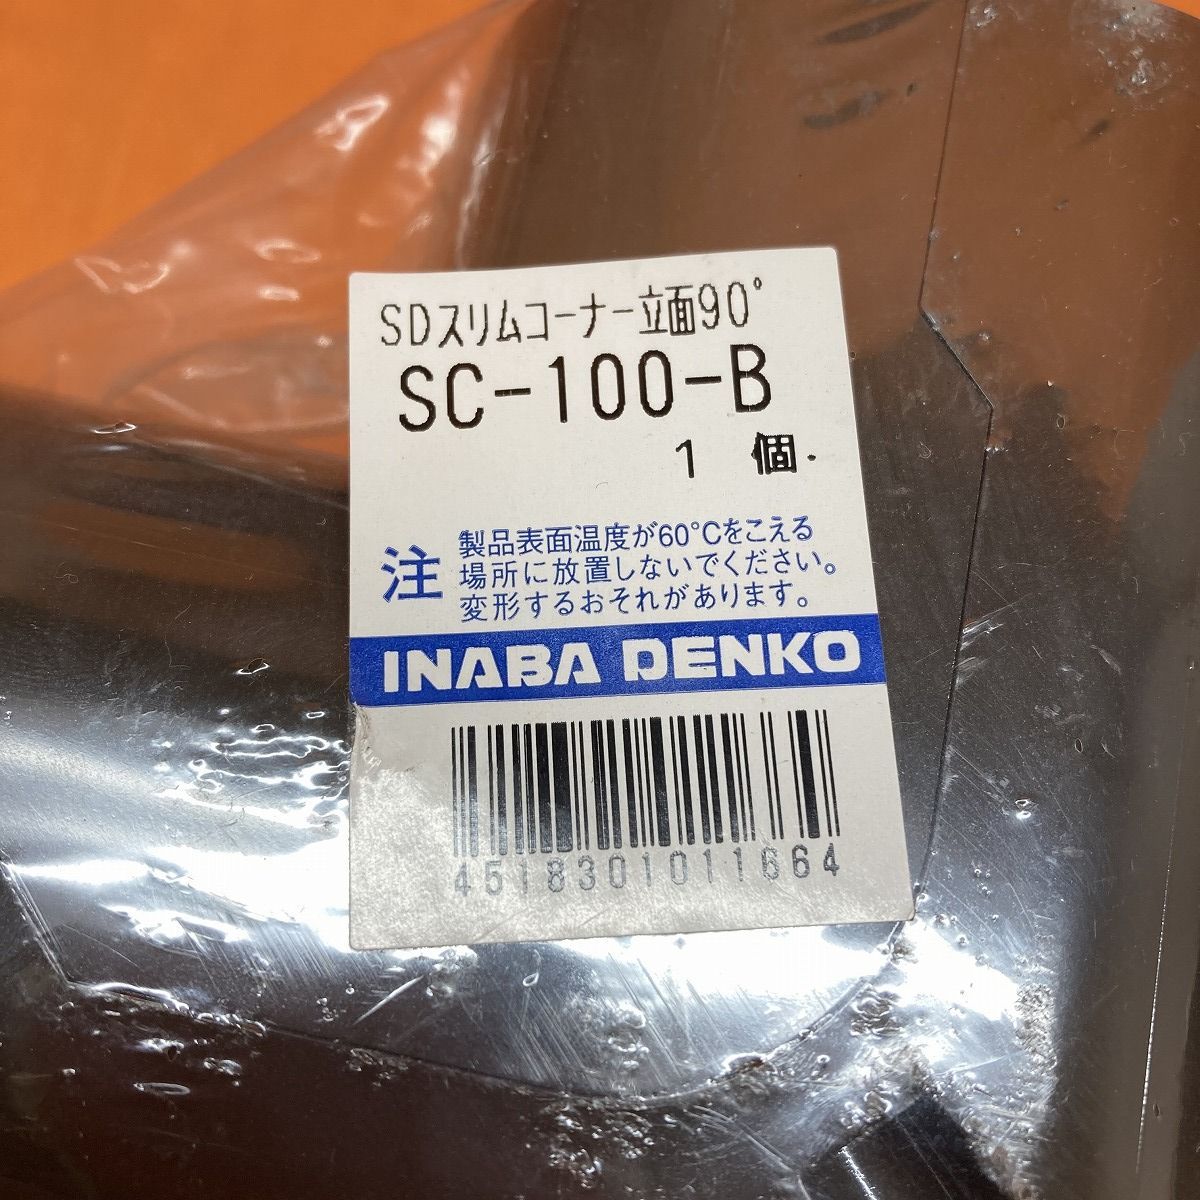 SDスリムコーナー立面90°
SC-100-B
1 個.
注
製品表面温度が60°Cをこえる
場所に放置しないでください。
変形するおそれがあります。
INABA DENKO
4518301011664